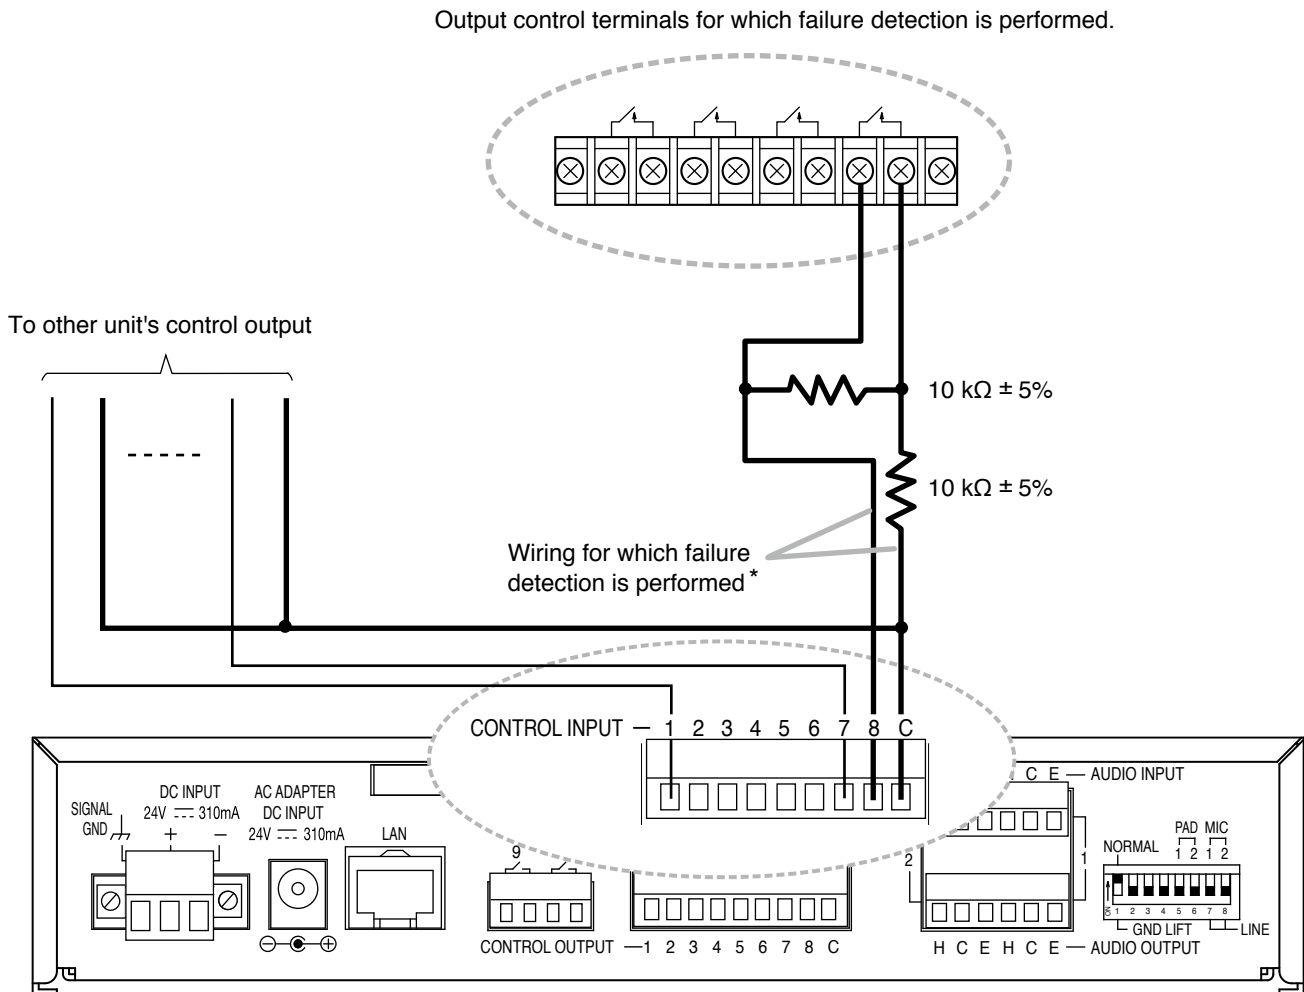 Output control terminals for which failure detection is performed.
To other unit's control output
10 kΩ ± 5%
10 kΩ ± 5%
Wiring for which failure
detection is performed *
CONTROL INPUT — 1 2 3 4 5 6 7 8 C
C E — AUDIO INPUT
DC INPUT
24V 310mA
+ −
SIGNAL
GND
AC ADAPTER
DC INPUT
24V 310mA
LAN
9
CONTROL OUTPUT — 1 2 3 4 5 6 7 8 C
2
1
H C E H C E — AUDIO OUTPUT
NORMAL
PAD MIC
1 2 1 2
ON
1 2 3 4 5 6 7 8
GND LIFT
LINE